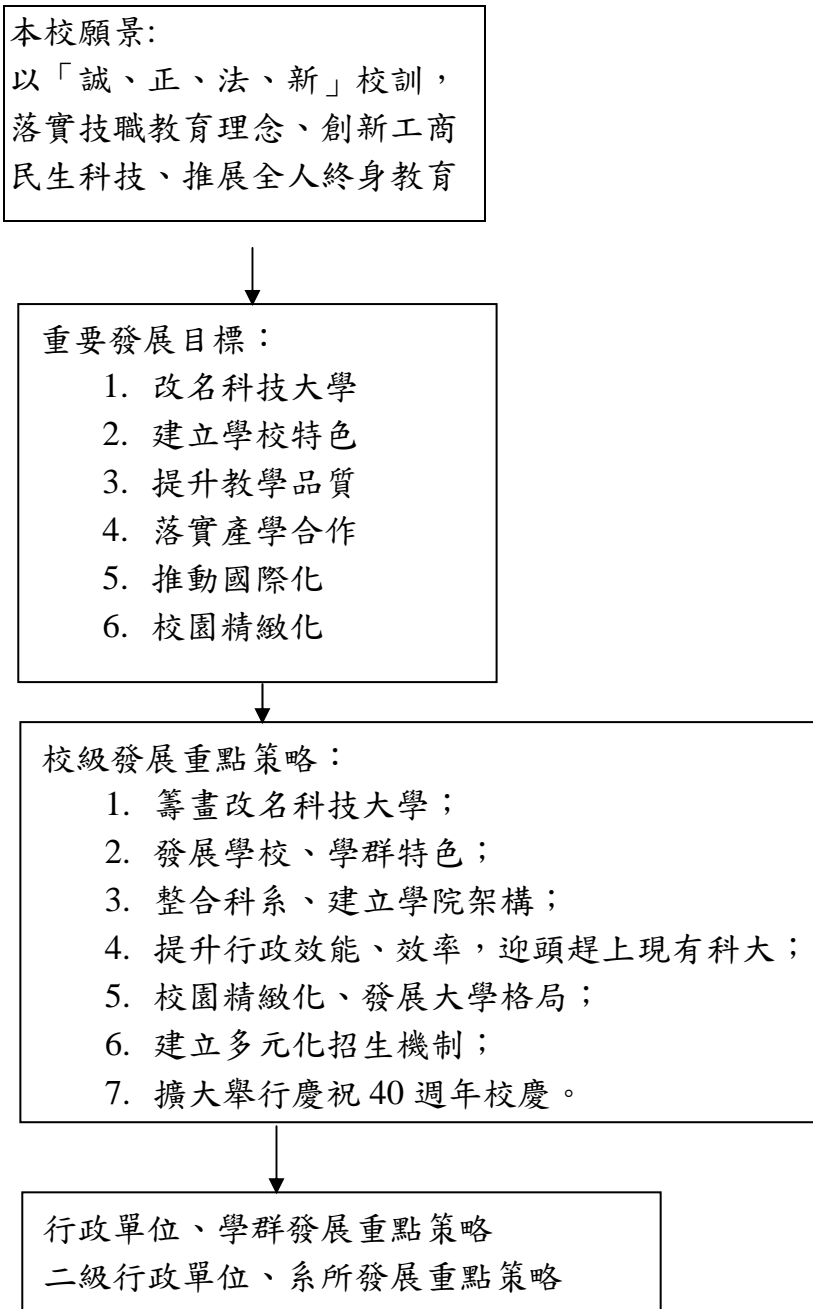 本校願景:
以「誠、正、法、新」校訓，
落實技職教育理念、創新工商
民生科技、推展全人終身教育
重要發展目標：
1. 改名科技大學
2. 建立學校特色
3. 提升教學品質
4. 落實產學合作
5. 推動國際化
6. 校園精緻化
校級發展重點策略：
1. 籌畫改名科技大學；
2. 發展學校、學群特色；
3. 整合科系、建立學院架構；
4. 提升行政效能、效率，迎頭趕上現有科大；
5. 校園精緻化、發展大學格局；
6. 建立多元化招生機制；
7. 擴大舉行慶祝 40 週年校慶。
行政單位、學群發展重點策略
二級行政單位、系所發展重點策略